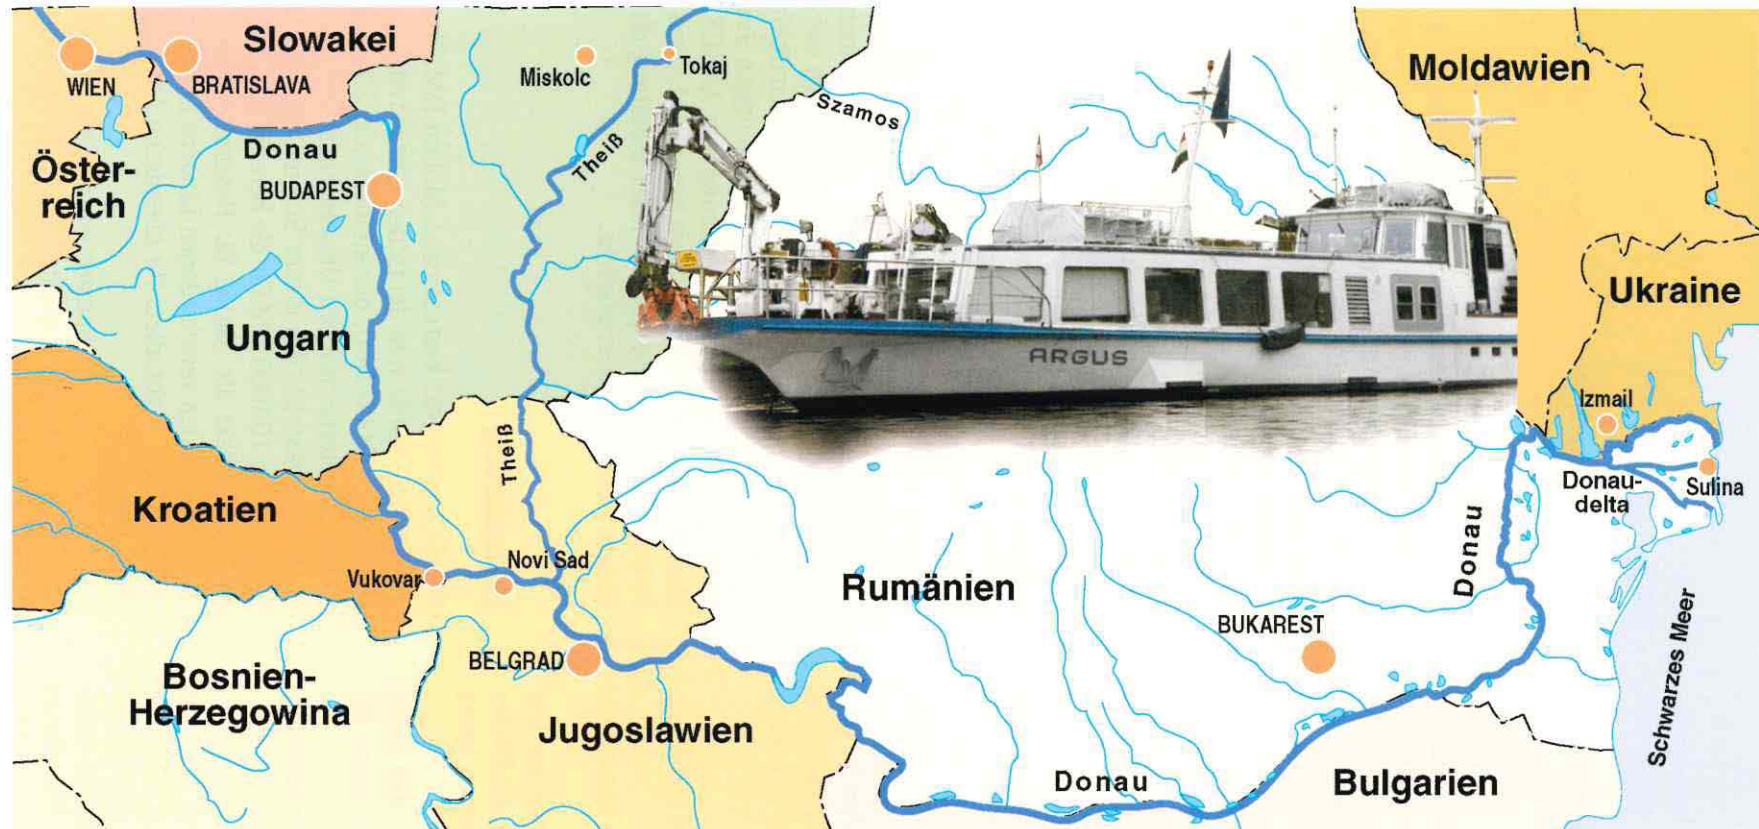 Slowakei
WIEN
BRATISLAVA
Miskolc
Tokaj
Moldawien
Szamos
Donau
Theiß
Öster-
reich
BUDAPEST
Ukraine
Ungarn
ARGUS
Izmail
Theiß
Donau-
delta
Sulina
Kroatien
Donau
Novi Sad
Vukovar
Rumänien
BUKAREST
BELGRAD
Schwarzes Meer
Bosnien-
Herzegowina
Jugoslawien
Donau
Bulgarien